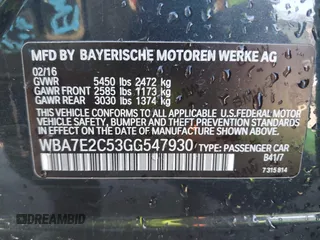 MFD BY BAYERISCHE MOTOREN WERKE AG
02/16
GVWR 5450 lbs 2472 kg
GAWR FRONT 2585 lbs 1173 kg
GAWR REAR 3030 lbs 1374 kg
THIS VEHICLE CONFORMS TO ALL APPLICABLE U.S.FEDERAL MOTOR
VEHICLE SAFETY, BUMPER, AND THEFT PREVENTION STANDARDS
IN EFFECT ON THE DATE OF MANUFACTURE SHOWN ABOVE.
WBA7E2C53GG547930 TYPE: PASSENGER CAR
B41/7
7 315 814
DREAMBID